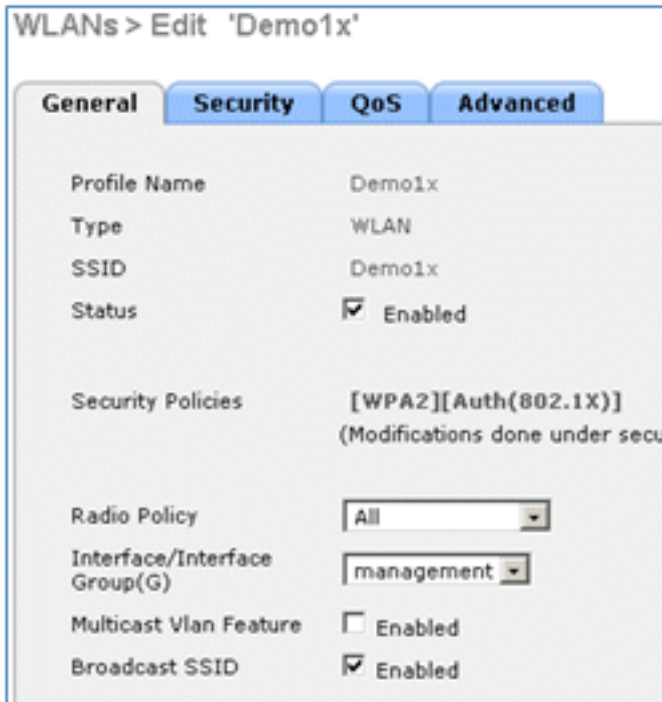 WLANs > Edit 'Demo1x'
General Security QoS Advanced
Profile Name Demo1x
Type WLAN
SSID Demo1x
Status Enabled
Security Policies [WPA2][Auth(802.1X)]
(Modifications done under secu
Radio Policy All
Interface/Interface
Group(G) management
Multicast Vlan Feature Enabled
Broadcast SSID Enabled